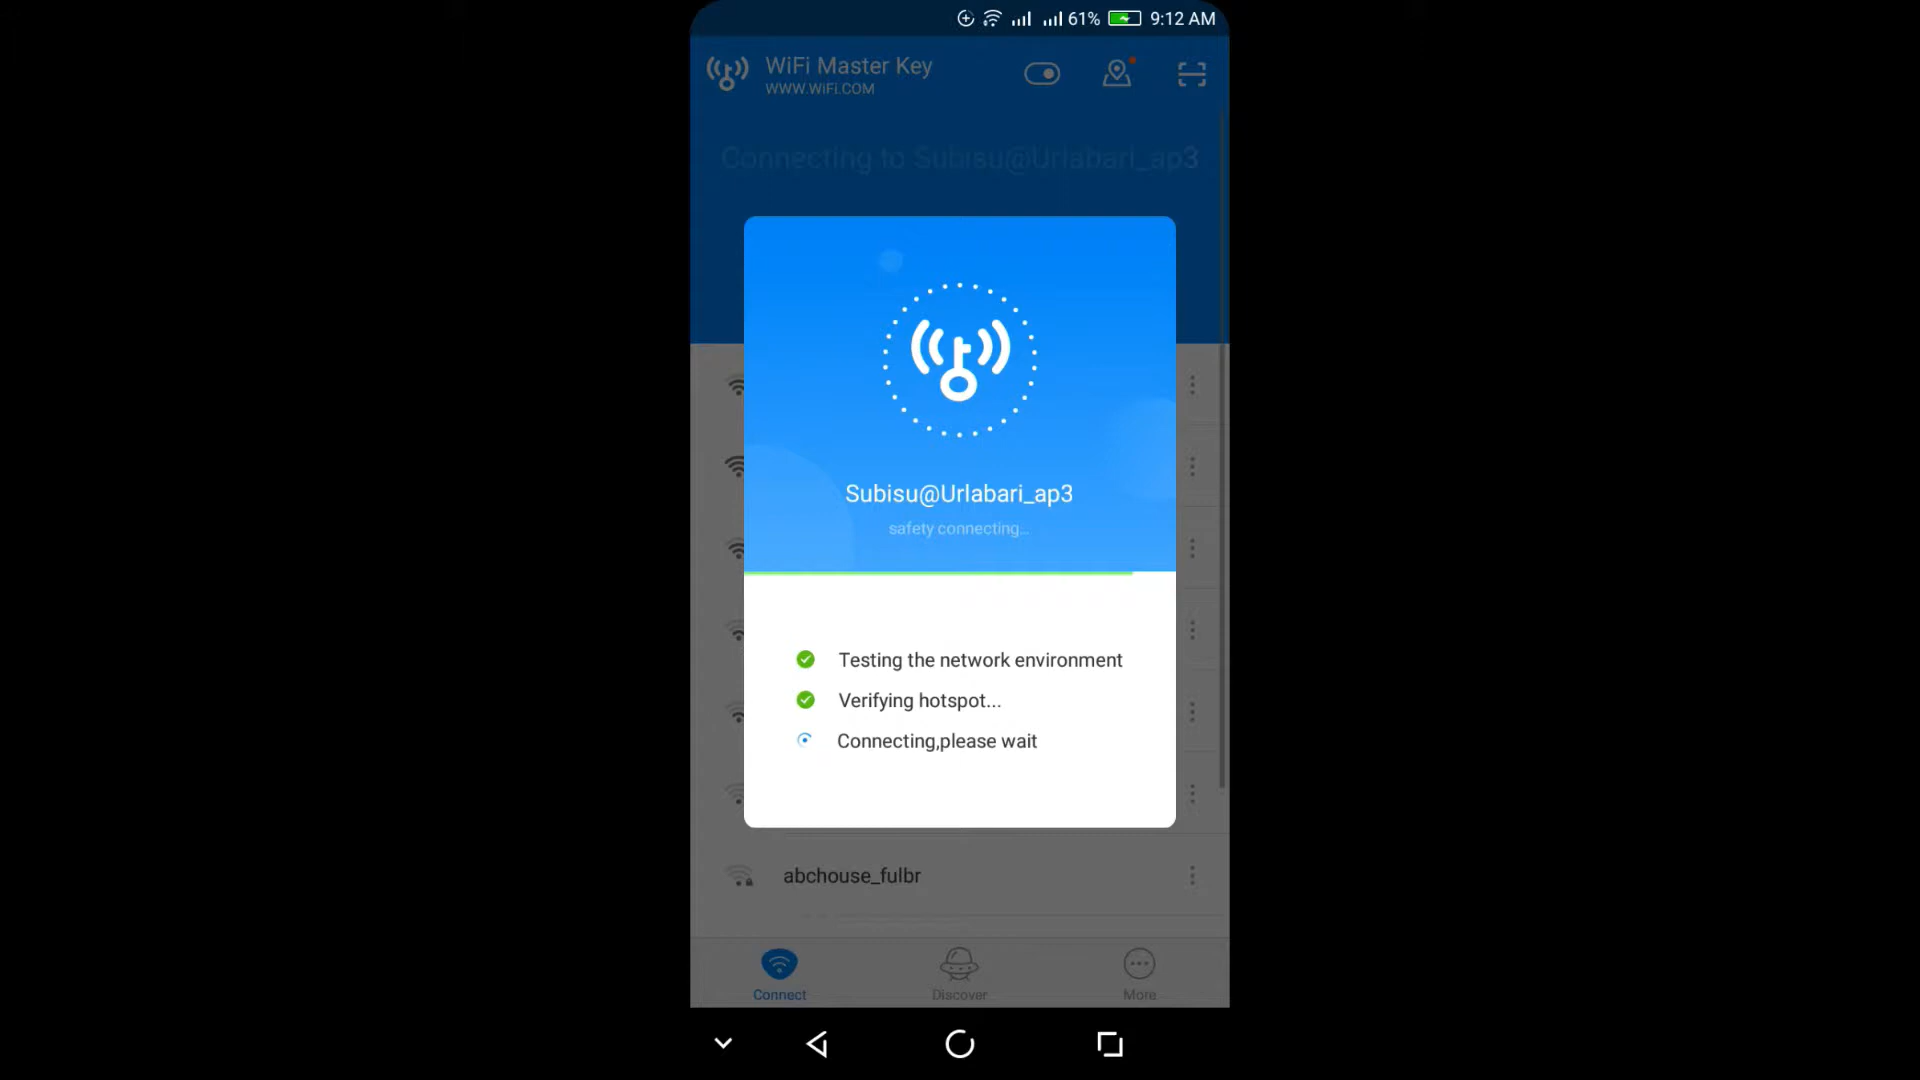 61% 9:12 AM
WiFi Master Key
WWW.WiFi.COM
Connecting to Subisu@Urlabari_ap3
Subisu@Urlabari_ap3
safety connecting...
Testing the network environment
Verifying hotspot...
Connecting,please wait
abchouse_fulbr
Connect Discover More